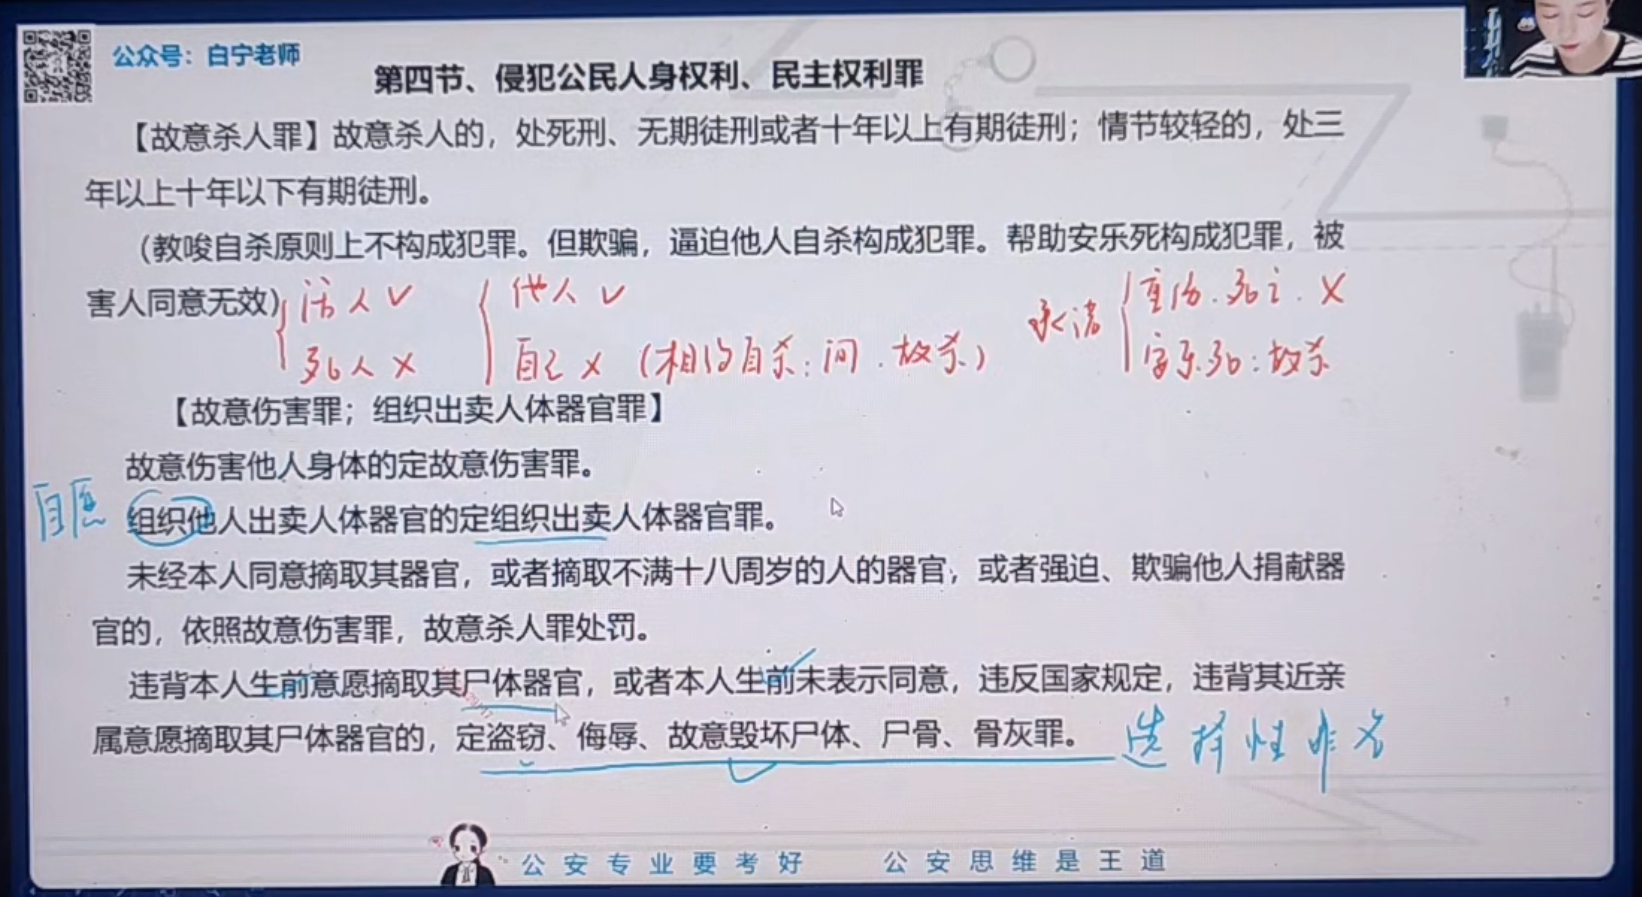 公众号：白宁老师
第四节、侵犯公民人身权利、民主权利罪
【故意杀人罪】故意杀人的，处死刑、无期徒刑或者十年以上有期徒刑；情节较轻的，处三
年以上十年以下有期徒刑。
（教唆自杀原则上不构成犯罪。但欺骗，逼迫他人自杀构成犯罪。帮助安乐死构成犯罪，被
害人同意无效）
活人 ✓ 他人 ✓ 重伤.死亡. X
死人 X 自己 X （相约自杀：间.故杀） 承诺 安乐死：故杀
【故意伤害罪；组织出卖人体器官罪】
故意伤害他人身体的定故意伤害罪。
自愿 组织他人出卖人体器官的定组织出卖人体器官罪。
未经本人同意摘取其器官，或者摘取不满十八周岁的人的器官，或者强迫、欺骗他人捐献器
官的，依照故意伤害罪，故意杀人罪处罚。
违背本人生前意愿摘取其尸体器官，或者本人生前未表示同意，违反国家规定，违背其近亲
属意愿摘取其尸体器官的，定盗窃、侮辱、故意毁坏尸体、尸骨、骨灰罪。 选择性罪名
公安专业要考好 公安思维是王道